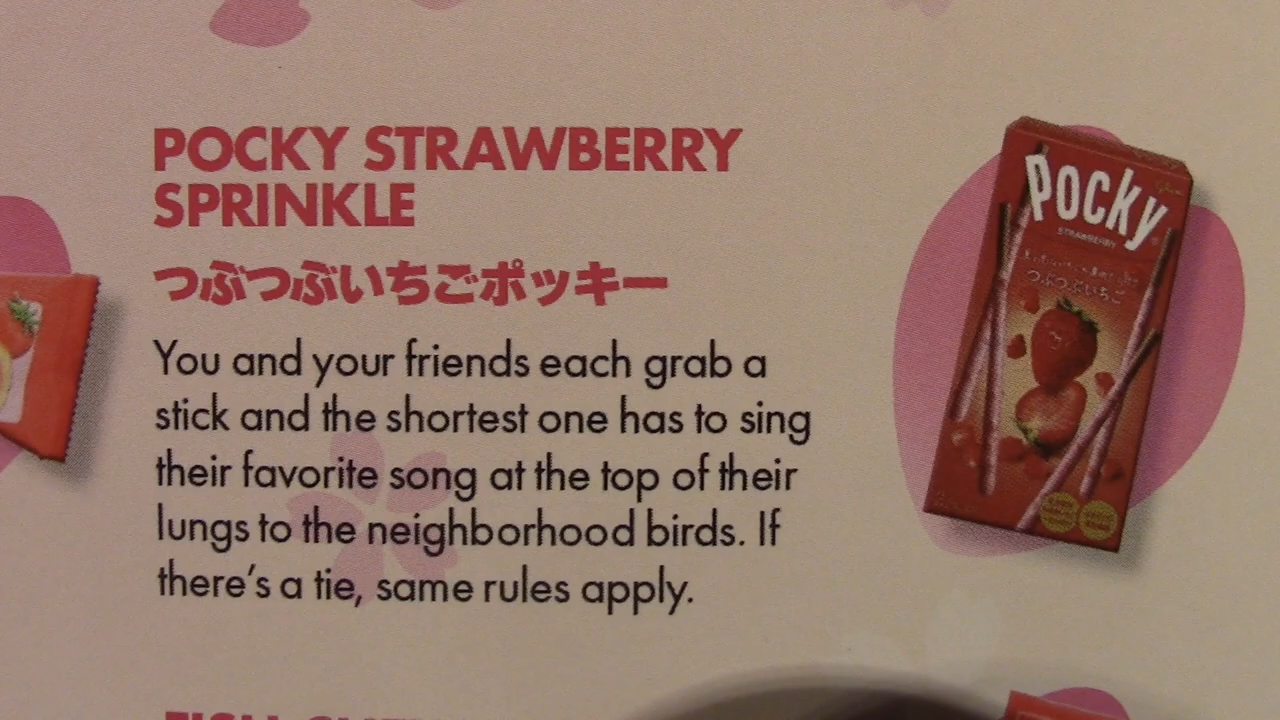 POCKY STRAWBERRY
SPRINKLE
つぶつぶいちごポッキー
You and your friends each grab a
stick and the shortest one has to sing
their favorite song at the top of their
lungs to the neighborhood birds. If
there's a tie, same rules apply.
Pocky
STRAWBERRY
つぶつぶいちご